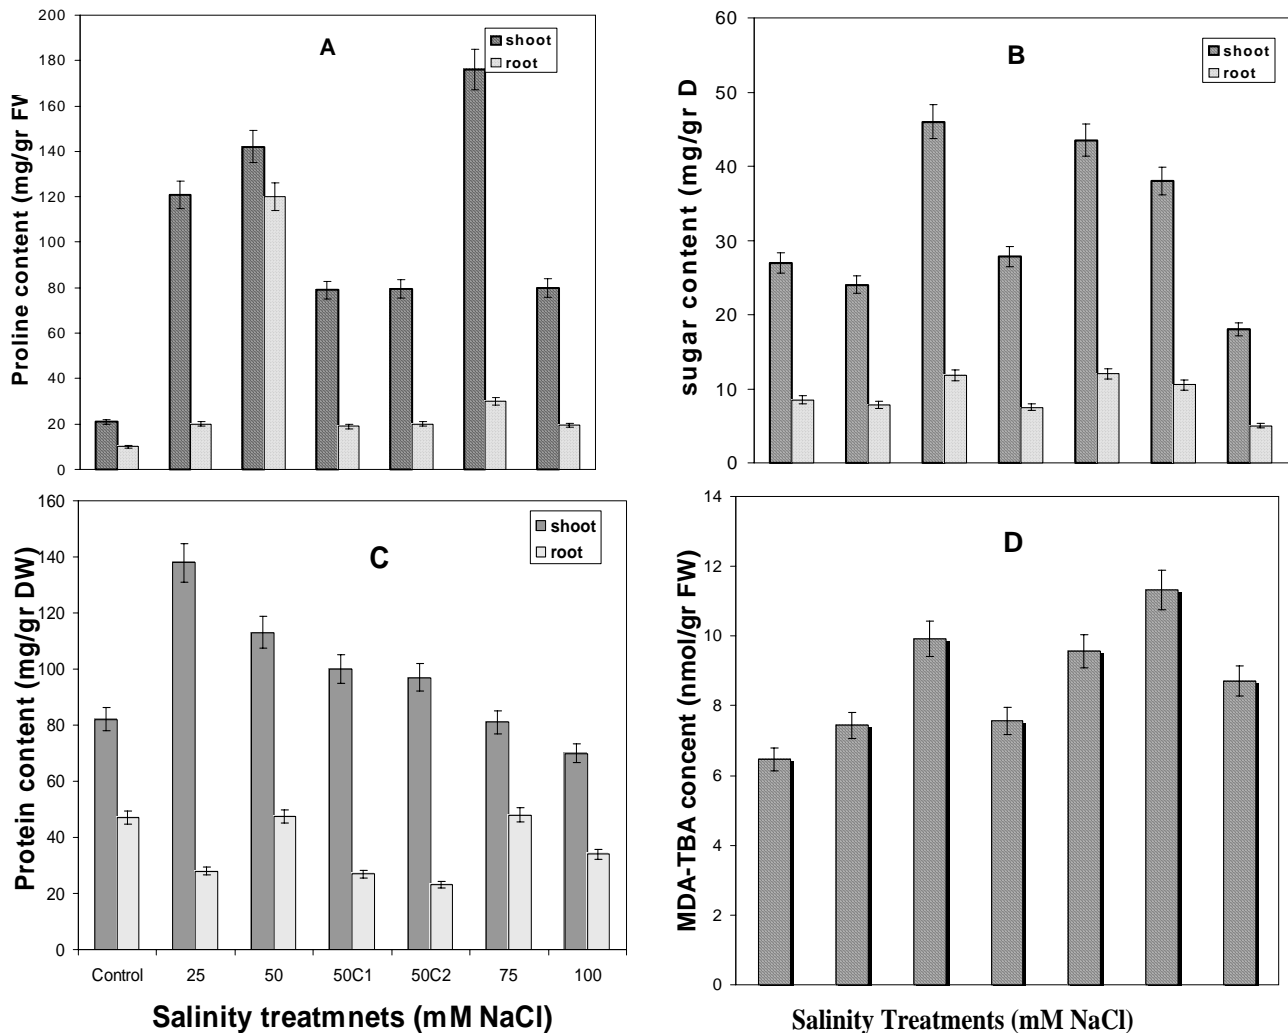 A
shoot
root
Proline content (mg/gr FW
200
180
160
140
120
100
80
60
40
20
0
B
shoot
root
sugar content (mg/gr D
60
50
40
30
20
10
0
C
shoot
root
Protein content (mg/gr DW)
160
140
120
100
80
60
40
20
0
Control 25 50 50C1 50C2 75 100
Salinity treatmnets (mM NaCl)
D
MDA-TBA concent (nmol/gr FW)
14
12
10
8
6
4
2
0
Salinity Treatments (mM NaCl)